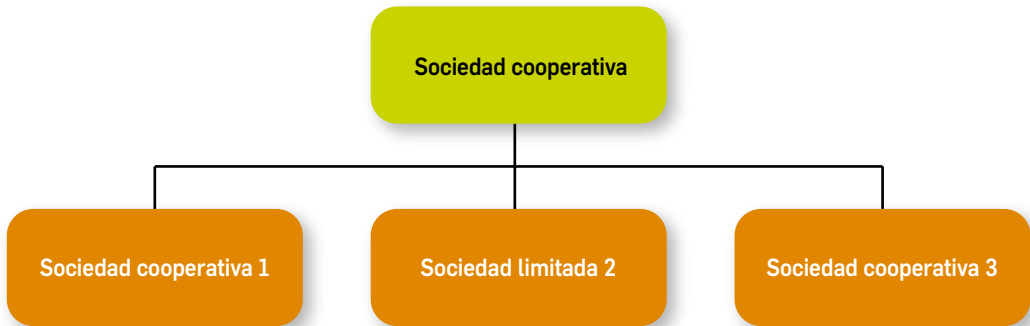 Sociedad cooperativa
Sociedad cooperativa 1
Sociedad limitada 2
Sociedad cooperativa 3